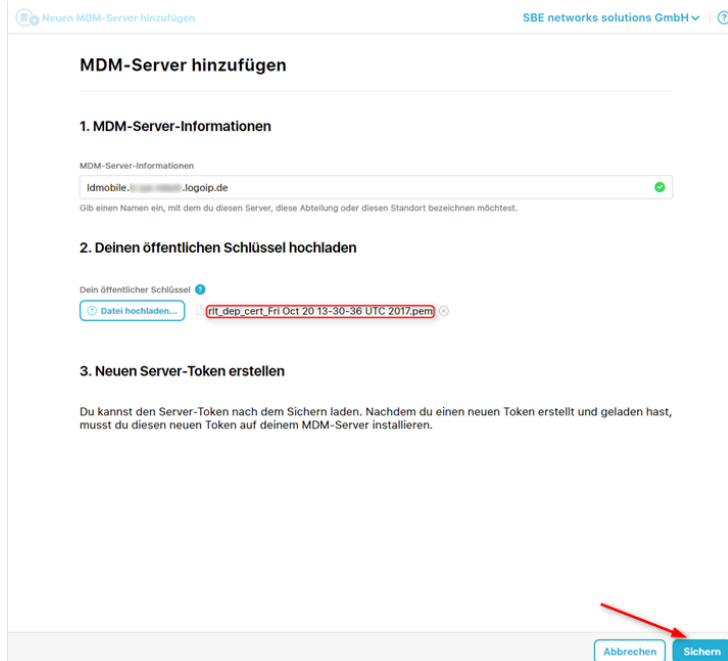 Neuen MDM-Server hinzufügen
SBE networks solutions GmbH
MDM-Server hinzufügen
1. MDM-Server-Informationen
MDM-Server-Informationen
ldmobile. .logoip.de
Gib einen Namen ein, mit dem du diesen Server, diese Abteilung oder diesen Standort bezeichnen möchtest.
2. Deinen öffentlichen Schlüssel hochladen
Dein öffentlicher Schlüssel ?
Datei hochladen... rlt_dep_cert_Fri Oct 20 13-30-36 UTC 2017.pem
3. Neuen Server-Token erstellen
Du kannst den Server-Token nach dem Sichern laden. Nachdem du einen neuen Token erstellt und geladen hast,
musst du diesen neuen Token auf deinem MDM-Server installieren.
Abbrechen Sichern